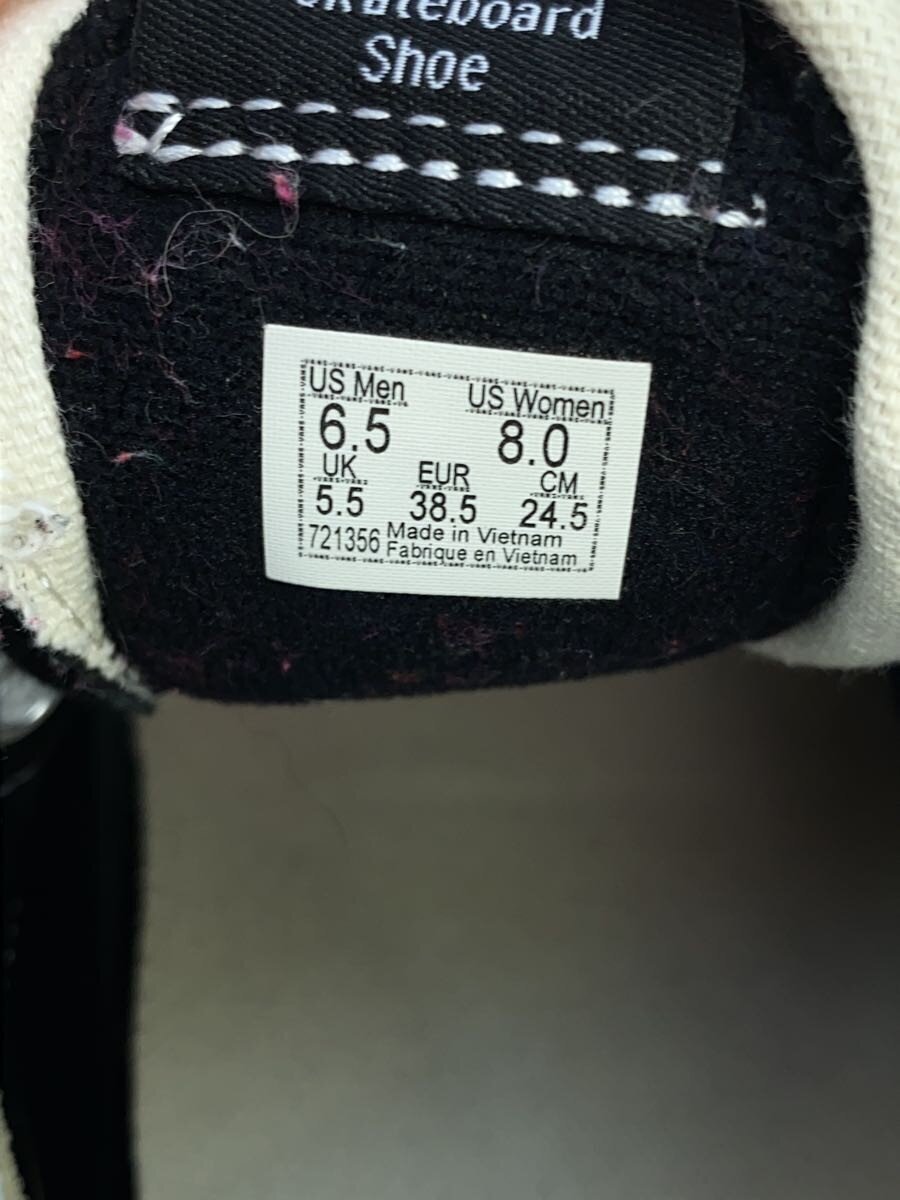 Skateboard
Shoe
US Men US Women
6.5 8.0
UK EUR CM
5.5 38.5 24.5
721356 Made in Vietnam
Fabrique en Vietnam